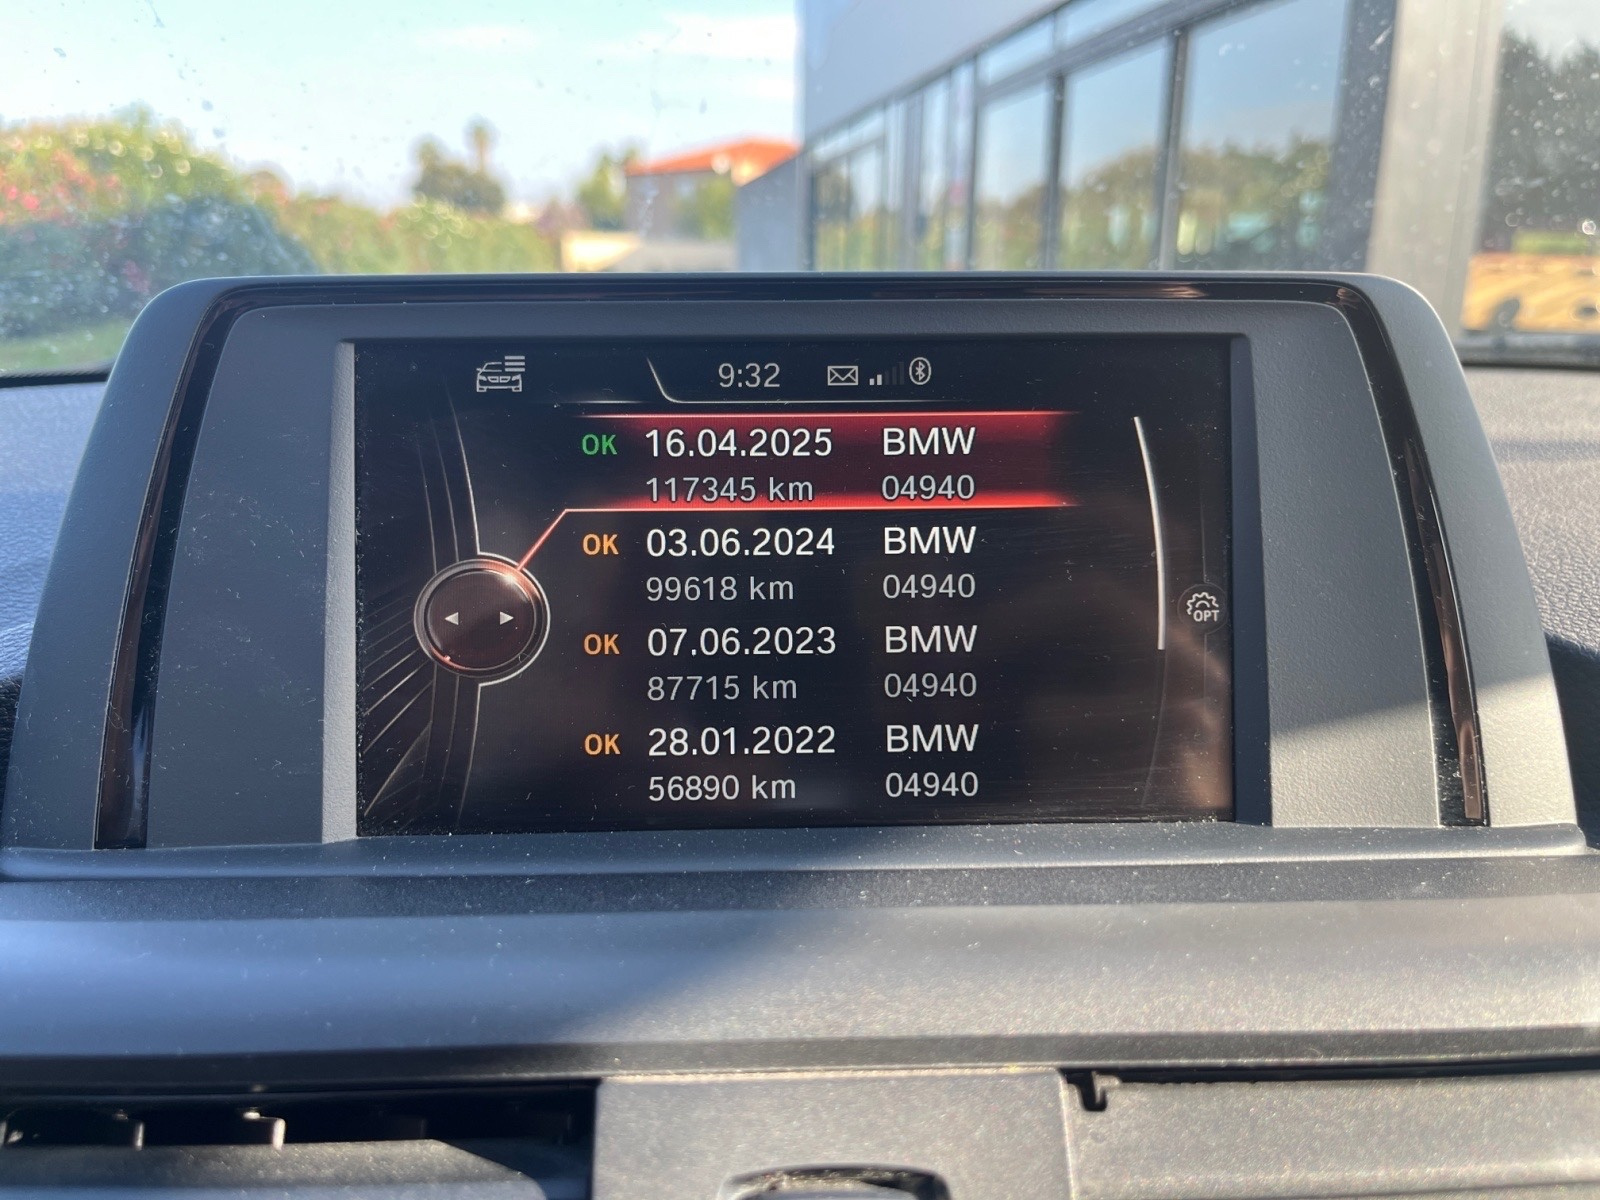 9:32
OK 16.04.2025 BMW
117345 km 04940
OK 03.06.2024 BMW
99618 km 04940
OK 07.06.2023 BMW
87715 km 04940
OK 28.01.2022 BMW
56890 km 04940
OPT